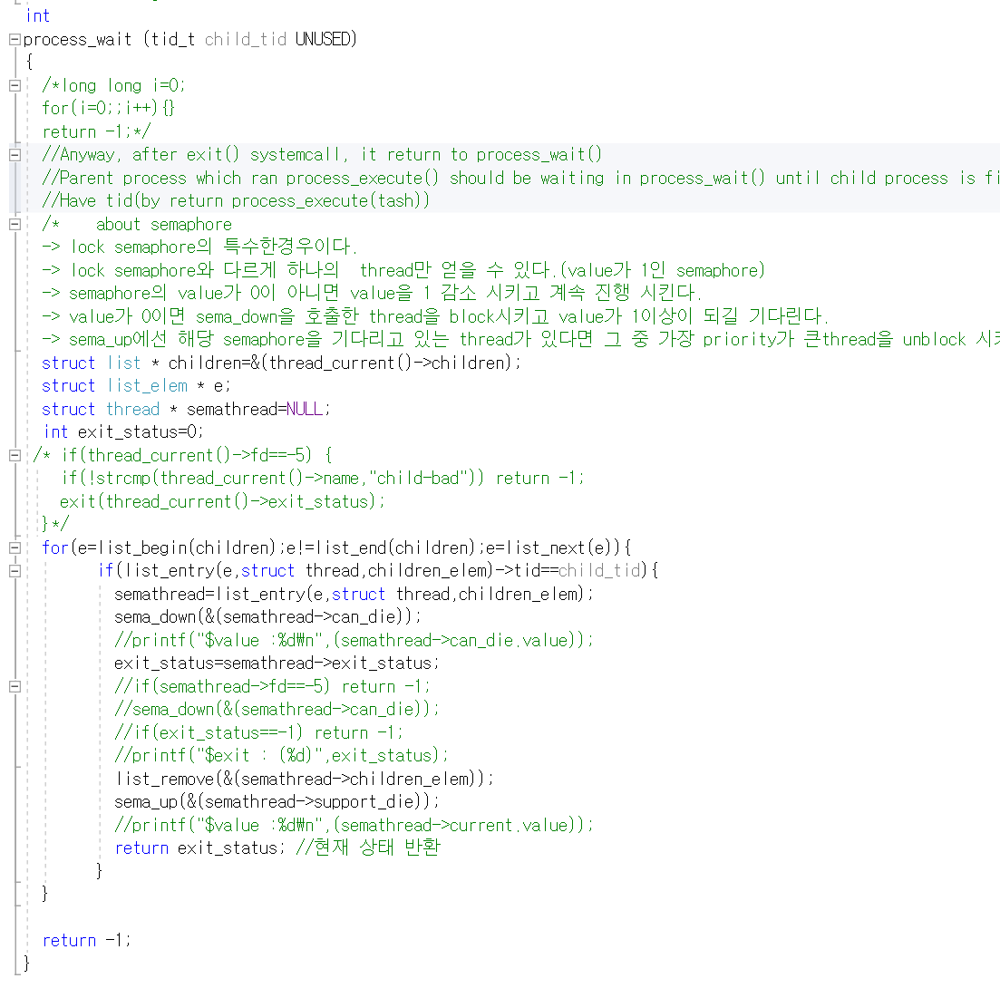 int
process_wait (tid_t child_tid UNUSED)
{
/*long long i=0;
for(i=0;;i++){}
return -1;*/
//Anyway, after exit() systemcall, it return to process_wait()
//Parent process which ran process_execute() should be waiting in process_wait() until child process is fi
//Have tid(by return process_execute(tash))
/* about semaphore
-> lock semaphore의 특수한경우이다.
-> lock semaphore와 다르게 하나의 thread만 얻을 수 있다.(value가 1인 semaphore)
-> semaphore의 value가 0이 아니면 value을 1 감소 시키고 계속 진행 시킨다.
-> value가 0이면 sema_down을 호출한 thread을 block시키고 value가 1이상이 되길 기다린다.
-> sema_up에선 해당 semaphore을 기다리고 있는 thread가 있다면 그 중 가장 priority가 큰thread을 unblock 시
struct list * children=&(thread_current()->children);
struct list_elem * e;
struct thread * semathread=NULL;
int exit_status=0;
/* if(thread_current()->fd==-5) {
if(!strcmp(thread_current()->name,"child-bad")) return -1;
exit(thread_current()->exit_status);
}*/
for(e=list_begin(children);e!=list_end(children);e=list_next(e)){
if(list_entry(e,struct thread,children_elem)->tid==child_tid){
semathread=list_entry(e,struct thread,children_elem);
sema_down(&(semathread->can_die));
//printf("$value :%d₩n",(semathread->can_die.value));
exit_status=semathread->exit_status;
//if(semathread->fd==-5) return -1;
//sema_down(&(semathread->can_die));
//if(exit_status==-1) return -1;
//printf("$exit : (%d)",exit_status);
list_remove(&(semathread->children_elem));
sema_up(&(semathread->support_die));
//printf("$value :%d₩n",(semathread->current.value));
return exit_status; //현재 상태 반환
}
}
return -1;
}